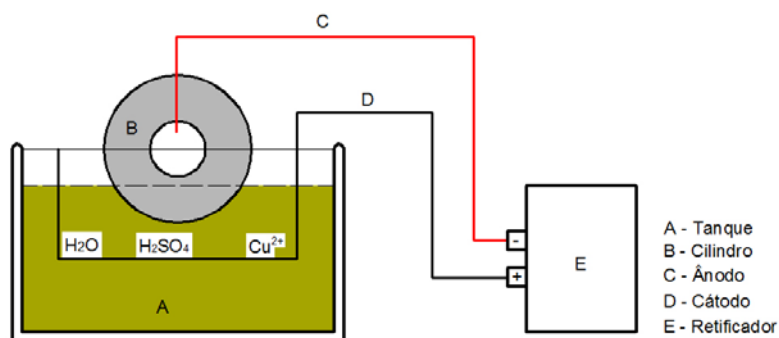 C
D
B
H2O
H2SO4
Cu2+
A
-
+
E
A - Tanque
B - Cilindro
C - Ânodo
D - Cátodo
E - Retificador